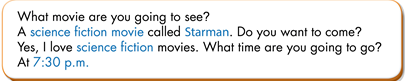 What movie are you going to see?
A science fiction movie called Starman. Do you want to come?
Yes, I love science fiction movies. What time are you going to go?
At 7:30 p.m.